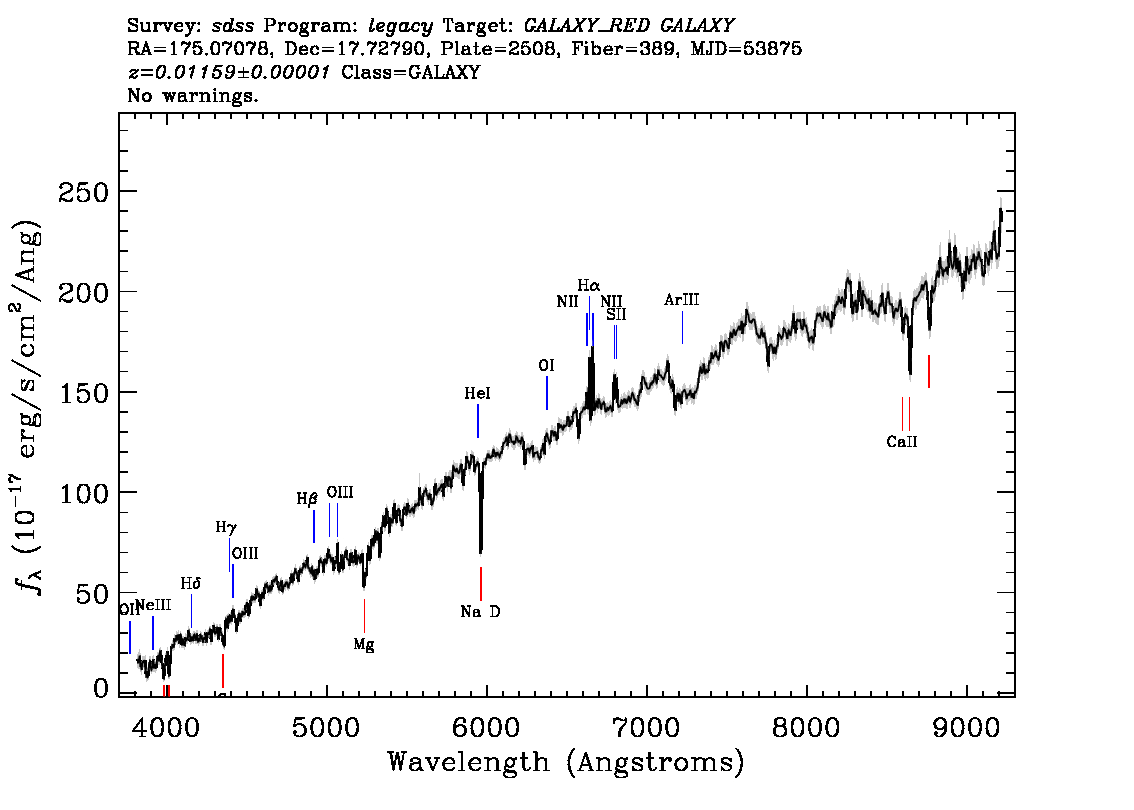 Survey: sdss Program: legacy Target: GALAXY_RED GALAXY
RA=175.07078, Dec=17.72790, Plate=2508, Fiber=389, MJD=53875
z=0.01159±0.00001 Class=GALAXY
No warnings.
250
200
150
100
50
0
f_λ (10^−17 erg/s/cm^2/Ang)
Hα
NII NII
SII
ArIII
OI
HeI
Hβ OIII
Hγ
OIII
Hδ
OII NeIII
Na D
Mg
CaII
4000 5000 6000 7000 8000 9000
Wavelength (Angstroms)